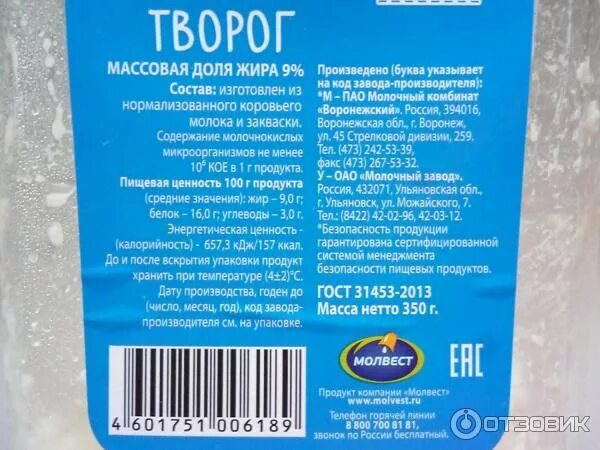 ТВОРОГ
МАССОВАЯ ДОЛЯ ЖИРА 9%
Состав: изготовлен из
нормализованного коровьего
молока и закваски.
Содержание молочнокислых
микроорганизмов не менее
10⁶ КОЕ в 1 г продукта.
Пищевая ценность 100 г продукта
(средние значения): жир – 9,0 г;
белок – 16,0 г; углеводы – 3,0 г.
Энергетическая ценность -
(калорийность) - 657,3 кДж/157 ккал.
До и после вскрытия упаковки продукт
хранить при температуре (4±2)°С.
Дату производства, годен до
(число, месяц, год), код завода-
производителя см. на упаковке.
Произведено (буква указывает
на код завода-производителя):
*М – ПАО Молочный комбинат
«Воронежский». Россия, 394016,
Воронежская обл., г. Воронеж,
ул. 45 Стрелковой дивизии, 259.
Тел. (473) 242-53-39,
факс (473) 267-53-32.
У – ОАО «Молочный завод».
Россия, 432071, Ульяновская обл.,
г. Ульяновск, ул. Можайского, 7.
Тел.: (8422) 42-02-96, 42-03-12.
*Безопасность продукции
гарантирована сертифицированной
системой менеджмента
безопасности пищевых продуктов.
ГОСТ 31453-2013
Масса нетто 350 г.
МОЛВЕСТ
EAC
Продукт компании «Молвест»
www.molvest.ru
Телефон горячей линии
8 800 700 81 81,
звонок по России бесплатный.
4 601751 006189
ОТЗОВИК